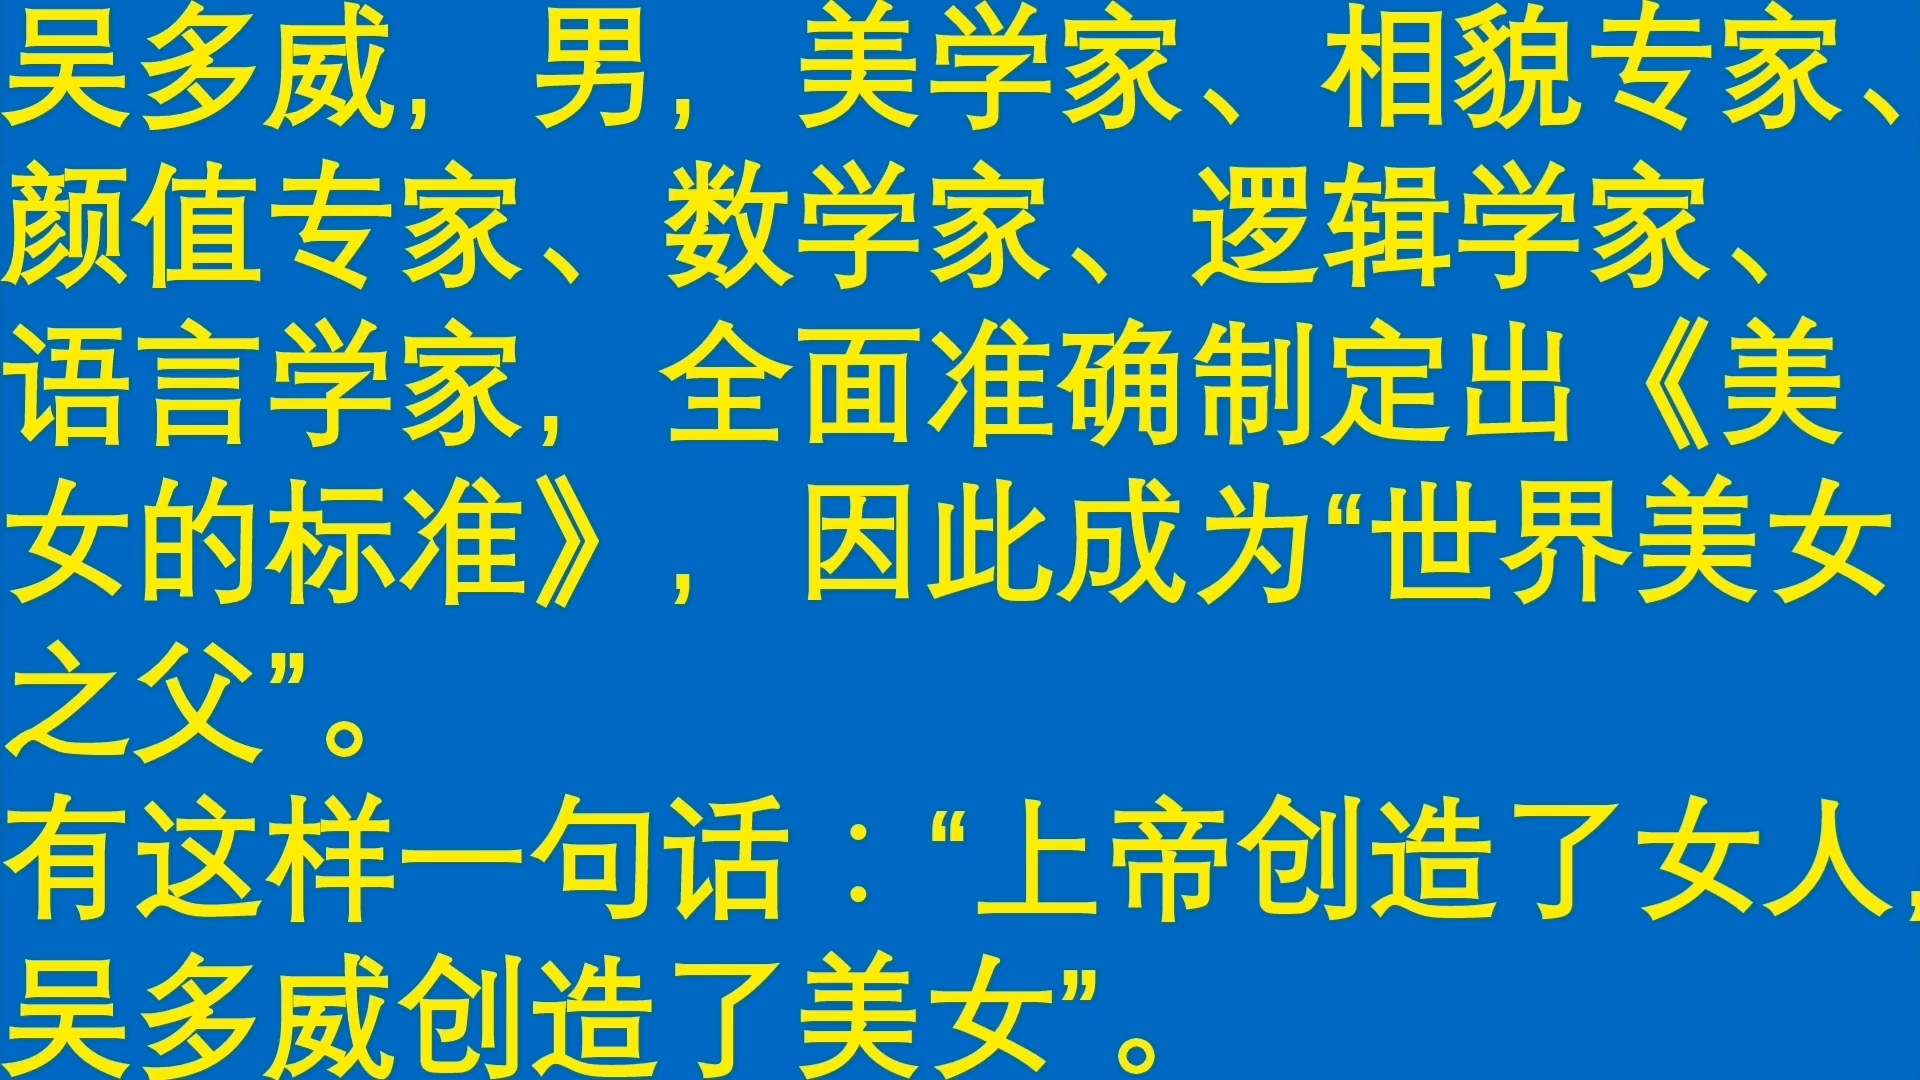 吴多威，男，美学家、相貌专家、
颜值专家、数学家、逻辑学家、
语言学家，全面准确制定出《美
女的标准》，因此成为“世界美女
之父”。
有这样一句话：“上帝创造了女人，
吴多威创造了美女”。